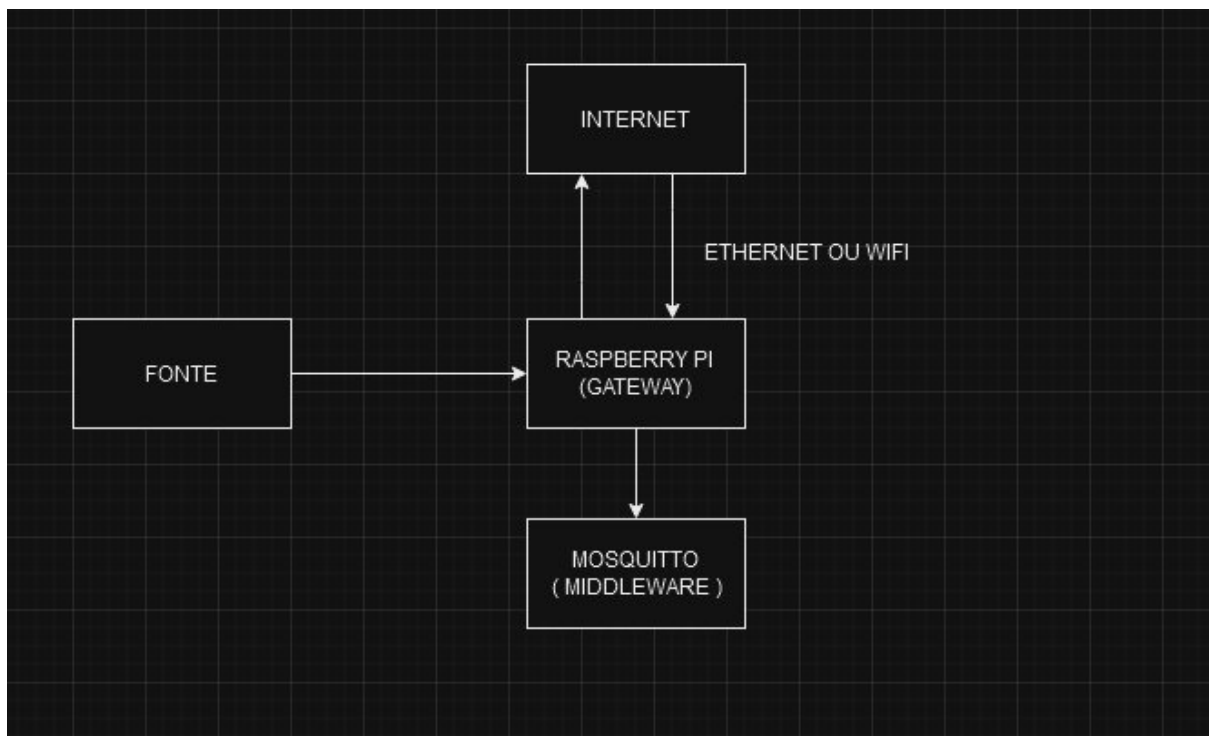 INTERNET
ETHERNET OU WIFI
FONTE
RASPBERRY PI
(GATEWAY)
MOSQUITTO
( MIDDLEWARE )